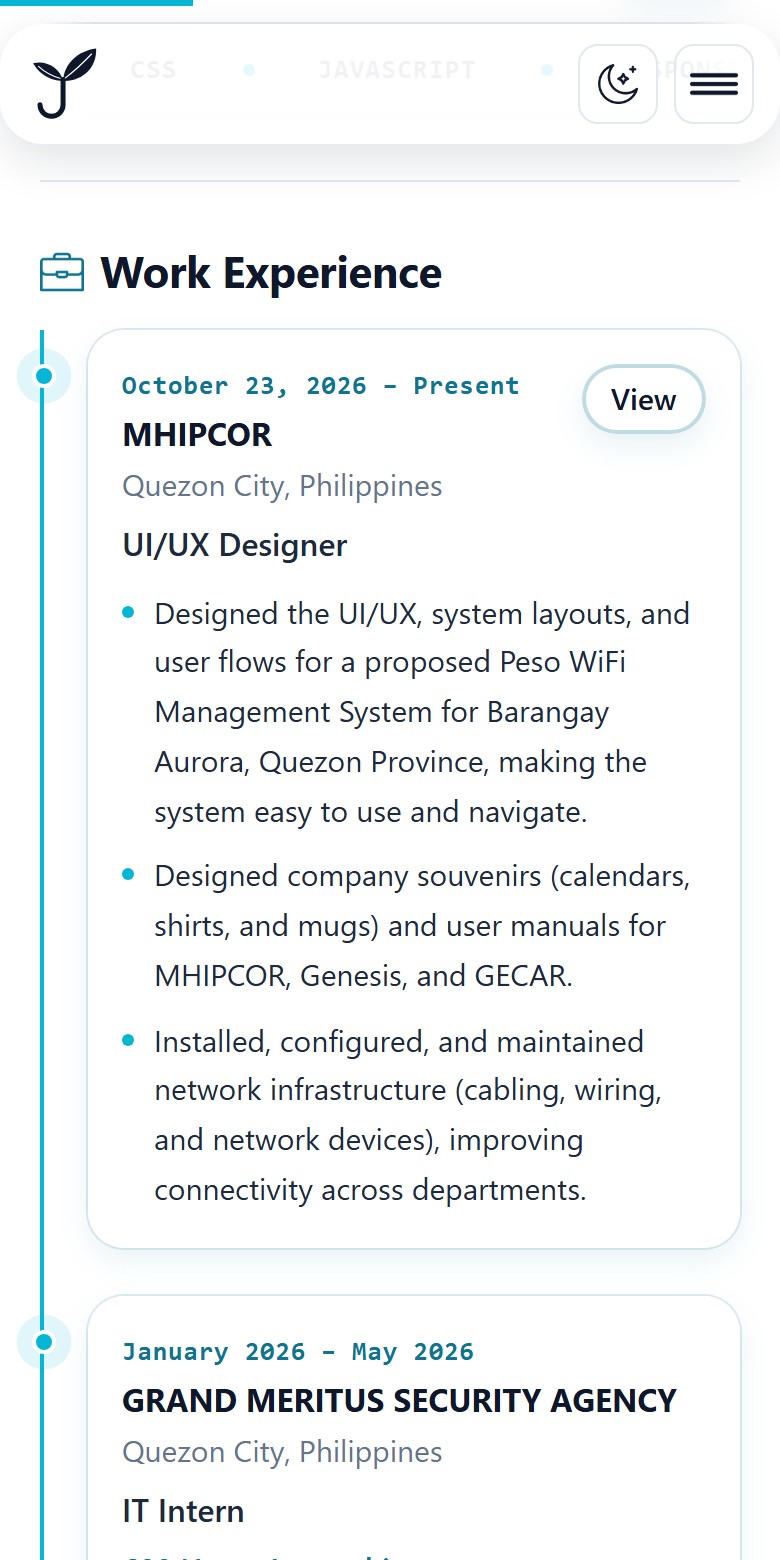 CSS
JAVASCRIPT
Work Experience
October 23, 2026 – Present
View
MHIPCOR
Quezon City, Philippines
UI/UX Designer
Designed the UI/UX, system layouts, and
user flows for a proposed Peso WiFi
Management System for Barangay
Aurora, Quezon Province, making the
system easy to use and navigate.
Designed company souvenirs (calendars,
shirts, and mugs) and user manuals for
MHIPCOR, Genesis, and GECAR.
Installed, configured, and maintained
network infrastructure (cabling, wiring,
and network devices), improving
connectivity across departments.
January 2026 – May 2026
GRAND MERITUS SECURITY AGENCY
Quezon City, Philippines
IT Intern